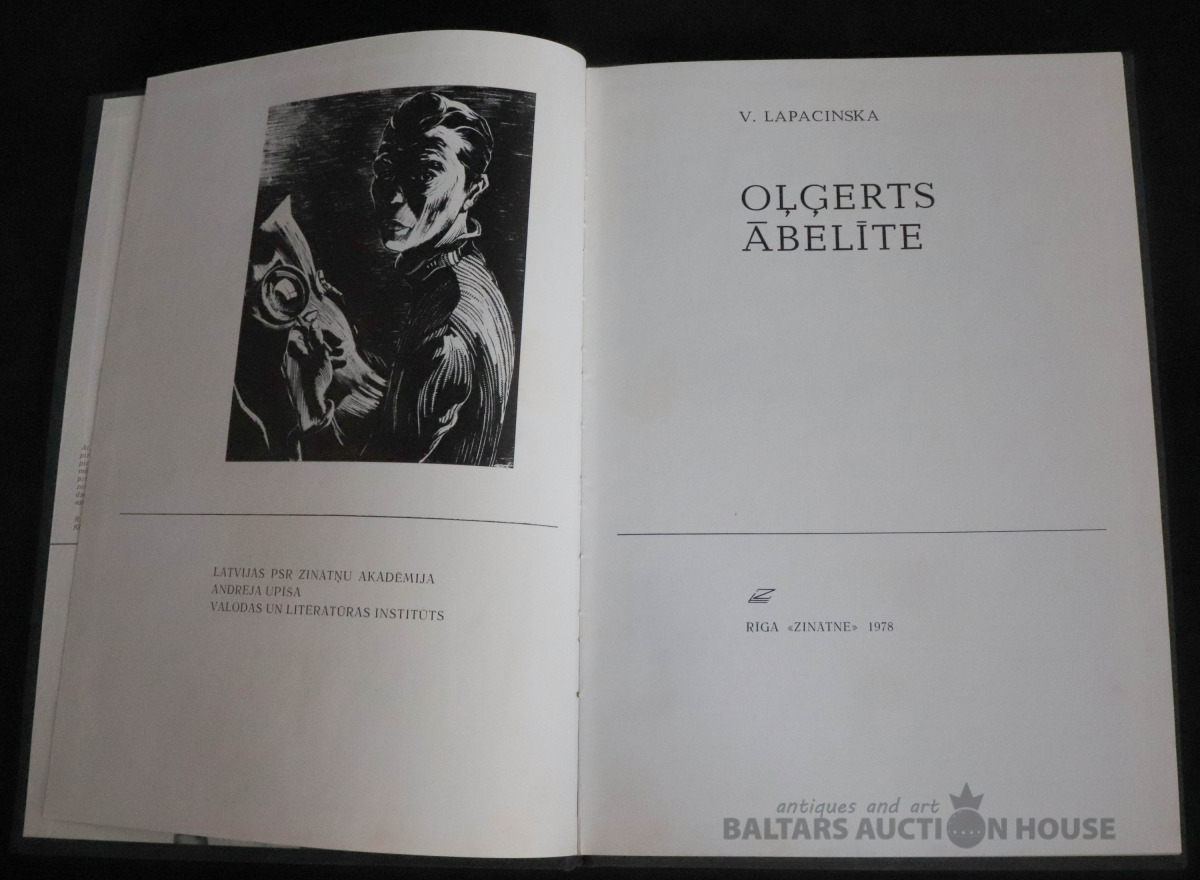 LATVIJAS PSR ZINĀTŅU AKADĒMIJA
ANDREJA UPĪŠA
VALODAS UN LITERATŪRAS INSTITŪTS
V. LAPACINSKA
OĻĢERTS
ĀBELĪTE
RĪGA «ZINĀTNE» 1978
antiques and art
BALTARS AUCTION HOUSE